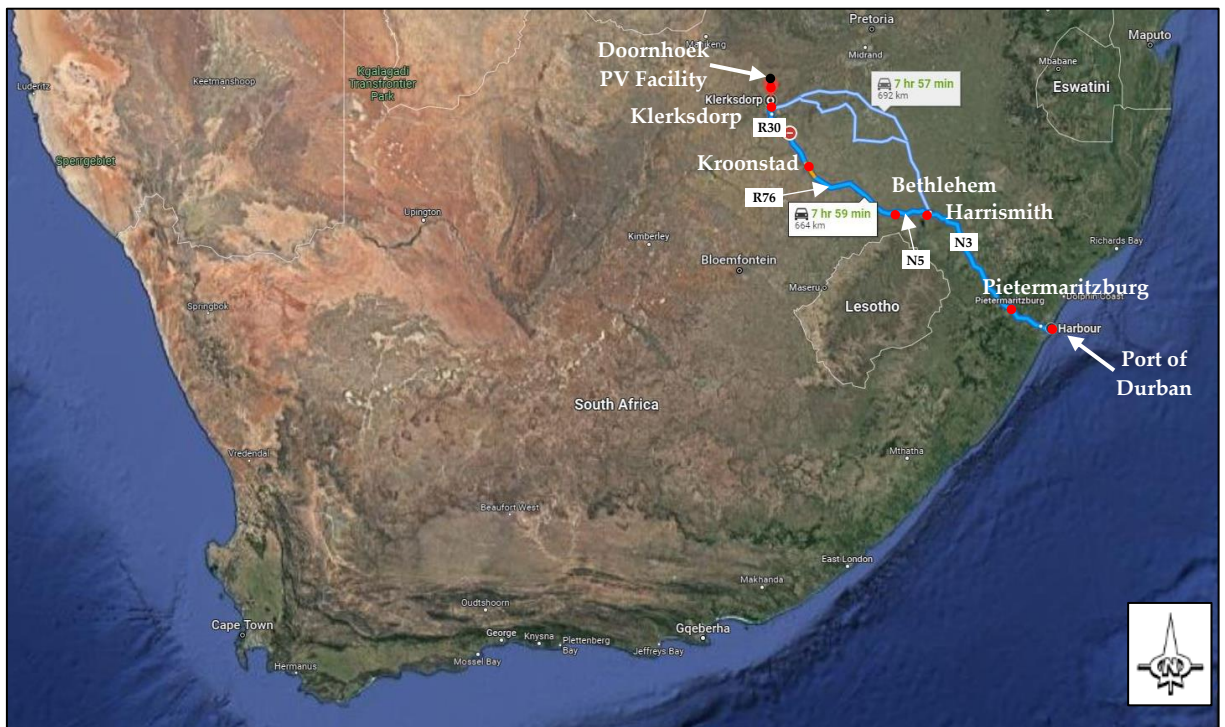 Pretoria
Maputo
Doornhoek
PV Facility
Midrand
Mbabane
Keetmanshoop
Kgalagadi
Transfrontier
Park
7 hr 57 min
692 km
Eswatini
Luderitz
Klerksdorp
Klerksdorp
R30
Sperrgebiet
Kroonstad
Bethlehem
R76
Harrismith
Upington
7 hr 59 min
664 km
N3
Kimberley
N5
Richards Bay
Bloemfontein
Pietermaritzburg
Maseru
Pietermaritzburg
Dolphin Coast
Springbok
Lesotho
Harbour
Port of
Durban
South Africa
Vredendal
Mthatha
Beaufort West
East London
Makhanda
Oudtshoorn
Cape Town
George
Knysna
Plettenberg
Bay
Gqeberha
Jeffreys Bay
Mossel Bay
Hermanus
N